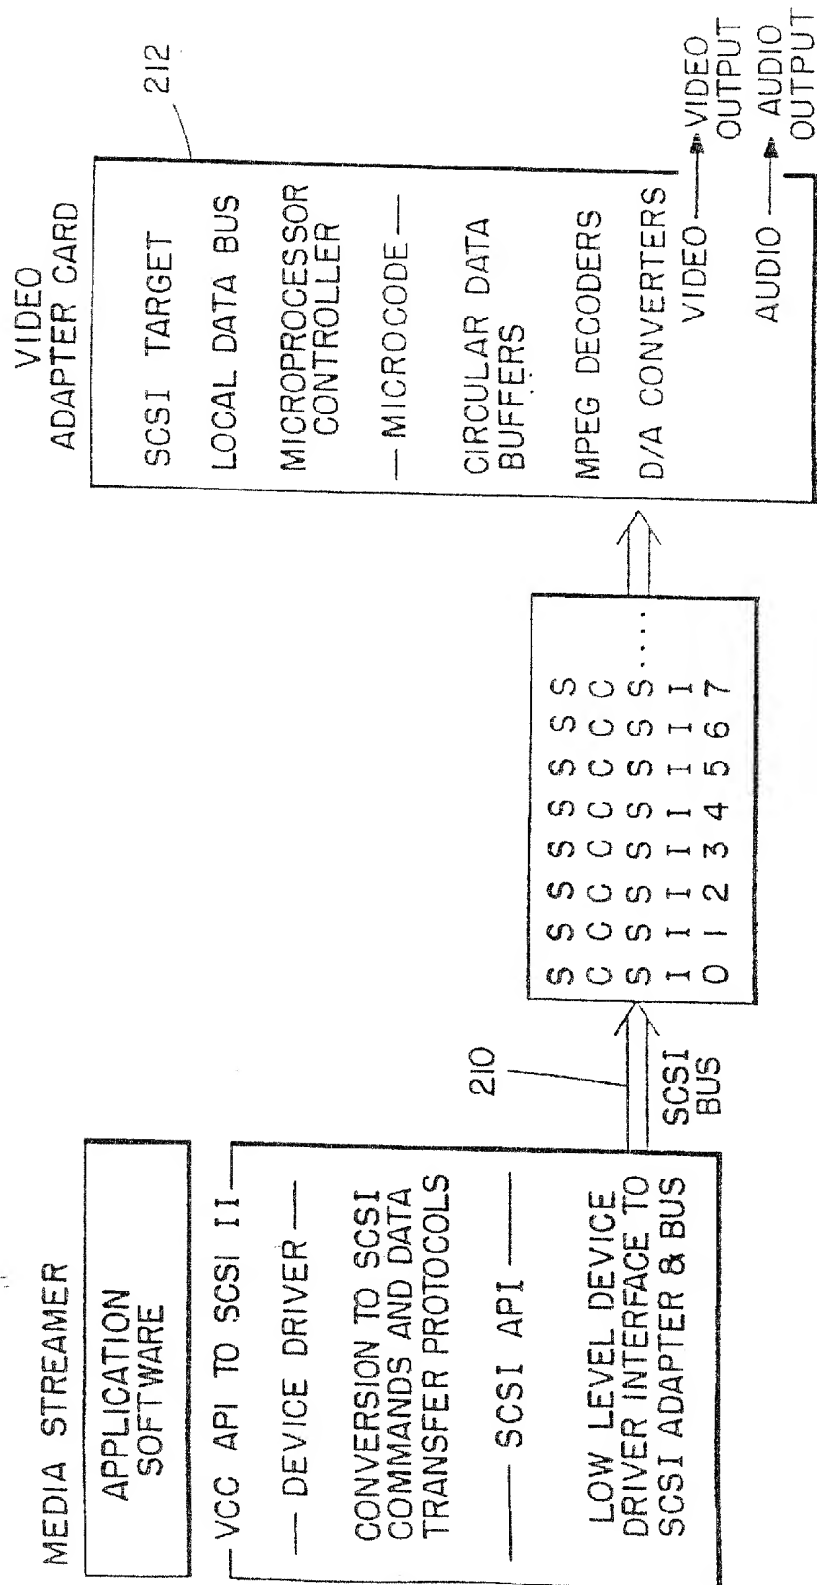 MEDIA STREAMER
APPLICATION
SOFTWARE
VCC API TO SCSI II
— DEVICE DRIVER —
CONVERSION TO SCSI
COMMANDS AND DATA
TRANSFER PROTOCOLS
— SCSI API —
LOW LEVEL DEVICE
DRIVER INTERFACE TO
SCSI ADAPTER & BUS
210
SCSI
BUS
S S S S S S S S
C C C C C C C C
S S S S S S S S .....
I I I I I I I I
0 1 2 3 4 5 6 7
VIDEO
ADAPTER CARD
212
SCSI TARGET
LOCAL DATA BUS
MICROPROCESSOR
CONTROLLER
— MICROCODE —
CIRCULAR DATA
BUFFERS
MPEG DECODERS
D/A CONVERTERS
VIDEO → VIDEO
OUTPUT
AUDIO → AUDIO
OUTPUT